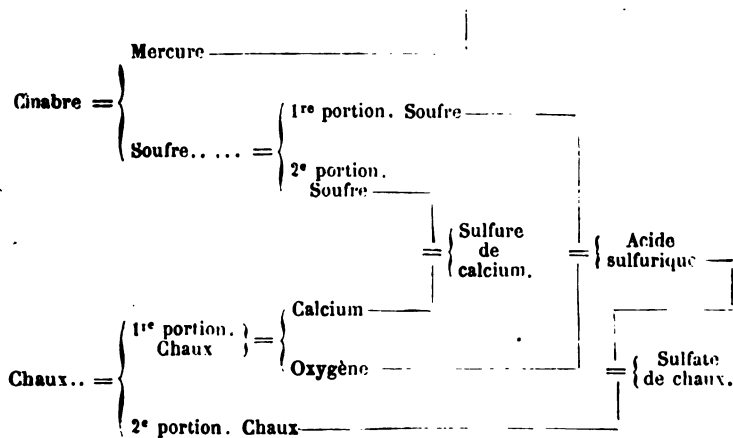 Mercure
Cinabre =
1re portion. Soufre
Soufre..... =
2e portion.
Soufre
Sulfure
de
calcium.
=
=
Acide
sulfurique
Calcium
1re portion.
Chaux
=
Oxygène
Chaux.. =
=
Sulfate
de chaux.
2e portion. Chaux